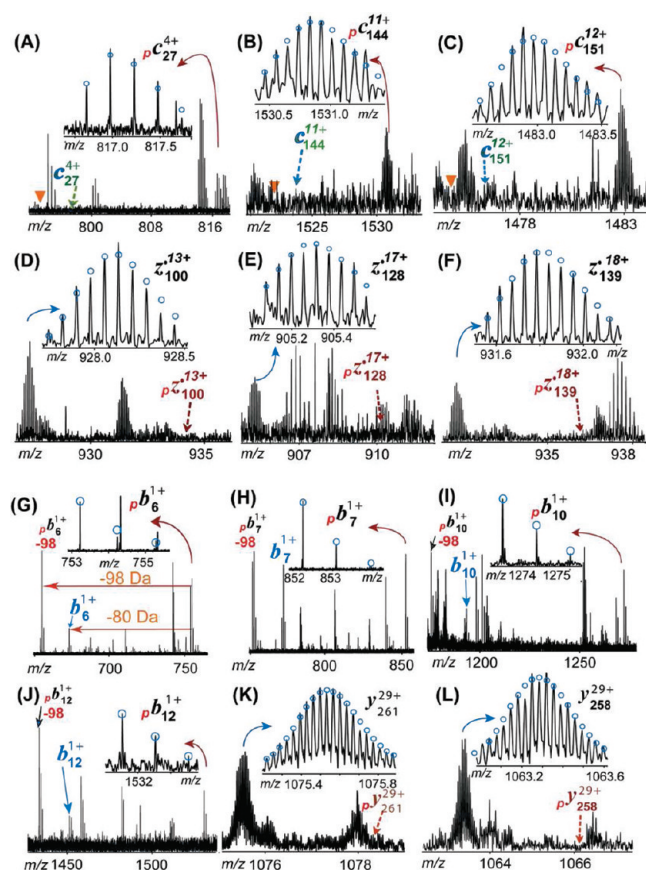 (A)
pc27^4+
817.0 817.5
m/z
c27^4+
m/z 800 808 816
(B)
pc144^11+
1530.5 1531.0
m/z
c144^11+
m/z 1525 1530
(C)
pc151^12+
1483.0 1483.5
m/z
c151^12+
m/z 1478 1483
(D)
z·100^13+
m/z 928.0 928.5
pz·100^13+
m/z 930 935
(E)
z·128^17+
m/z 905.2 905.4
pz·128^17+
m/z 907 910
(F)
z·139^18+
931.6 932.0 m/z
pz·139^18+
m/z 935 938
(G)
pb6^1+
-98
pb6^1+
753 m/z 755
-98 Da
b6^1+
-80 Da
m/z 700 750
(H)
pb7^1+
-98
pb7^1+
852 853 m/z
b7^1+
m/z 800 850
(I)
pb10^1+
-98
pb10^1+
1274 1275
m/z
b10^1+
m/z 1200 1250
(J)
pb12^1+
-98
pb12^1+
1532 m/z
b12^1+
m/z 1450 1500
(K)
y261^29+
m/z 1075.4 1075.8
py261^29+
m/z 1076 1078
(L)
y258^29+
m/z 1063.2 1063.6
py258^29+
m/z 1064 1066